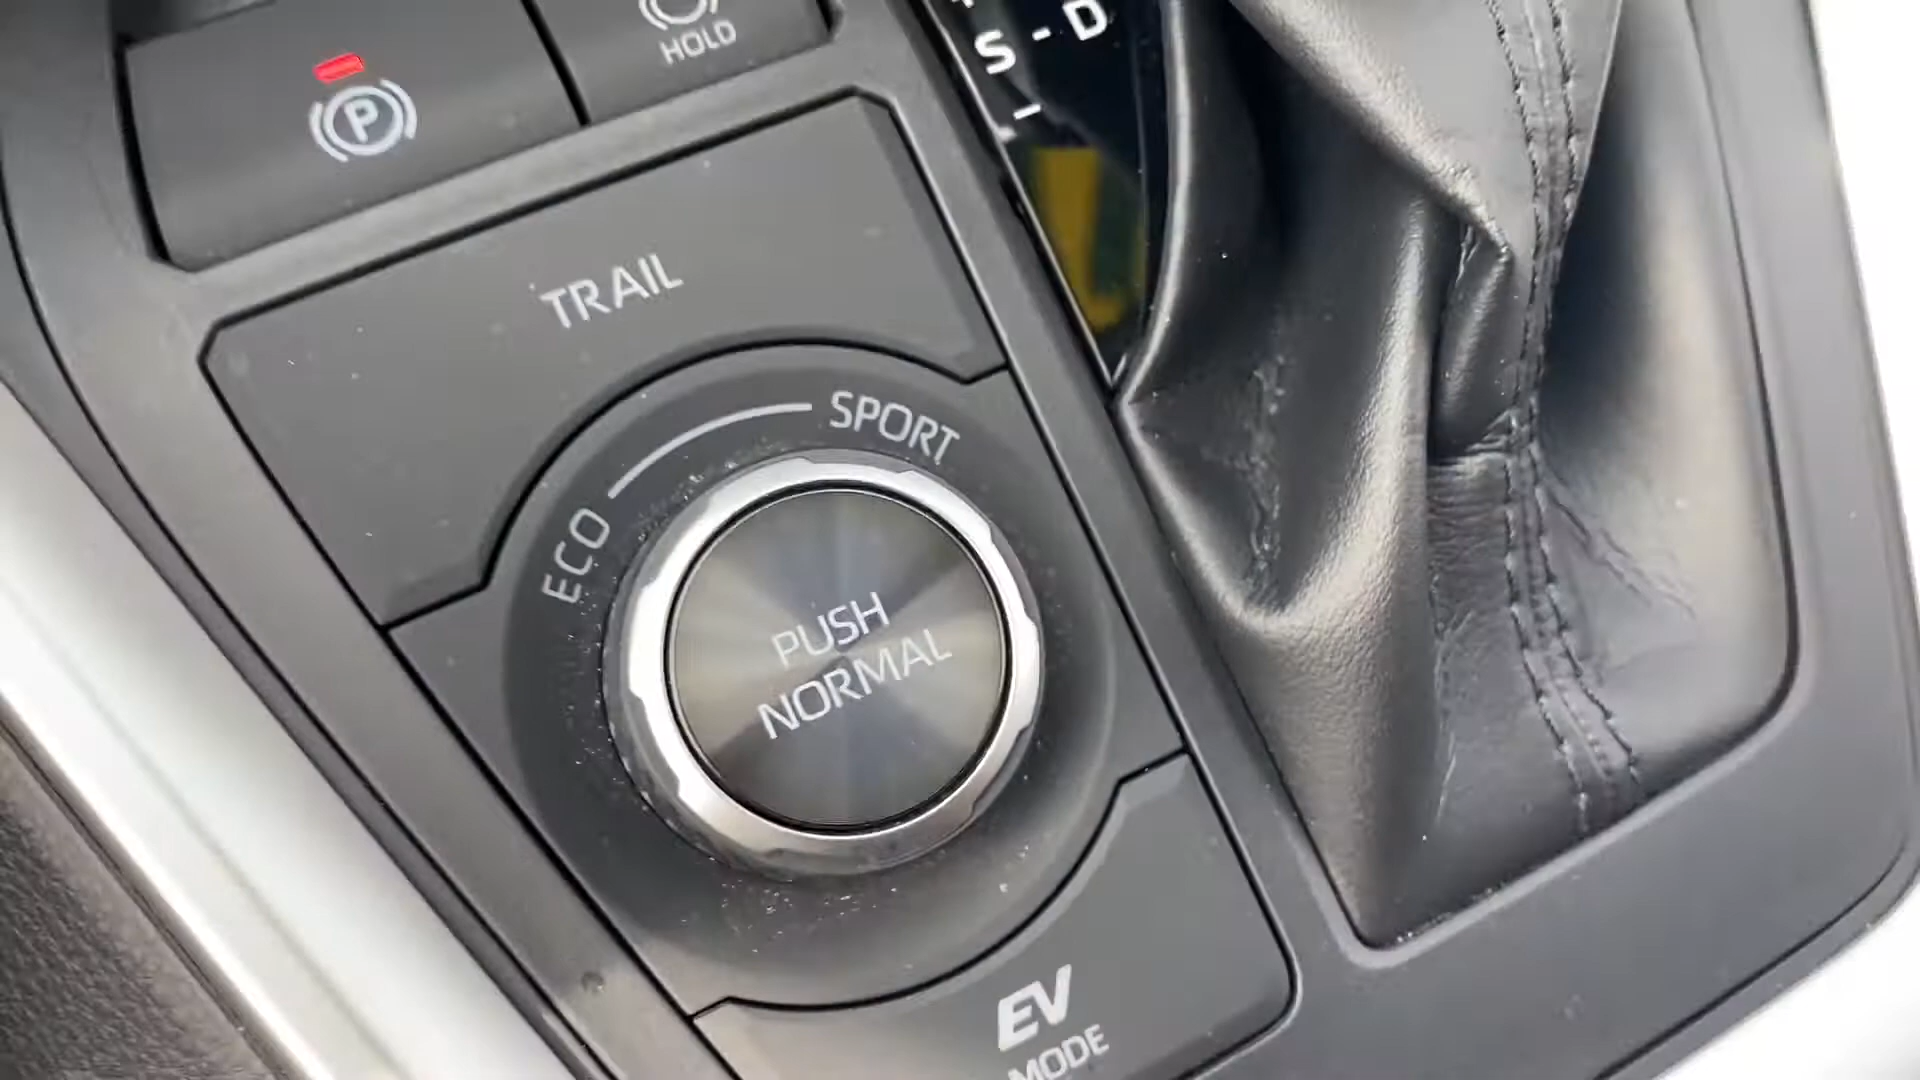 HOLD
S - D
P
TRAIL
SPORT
ECO
PUSH
NORMAL
EV
MODE